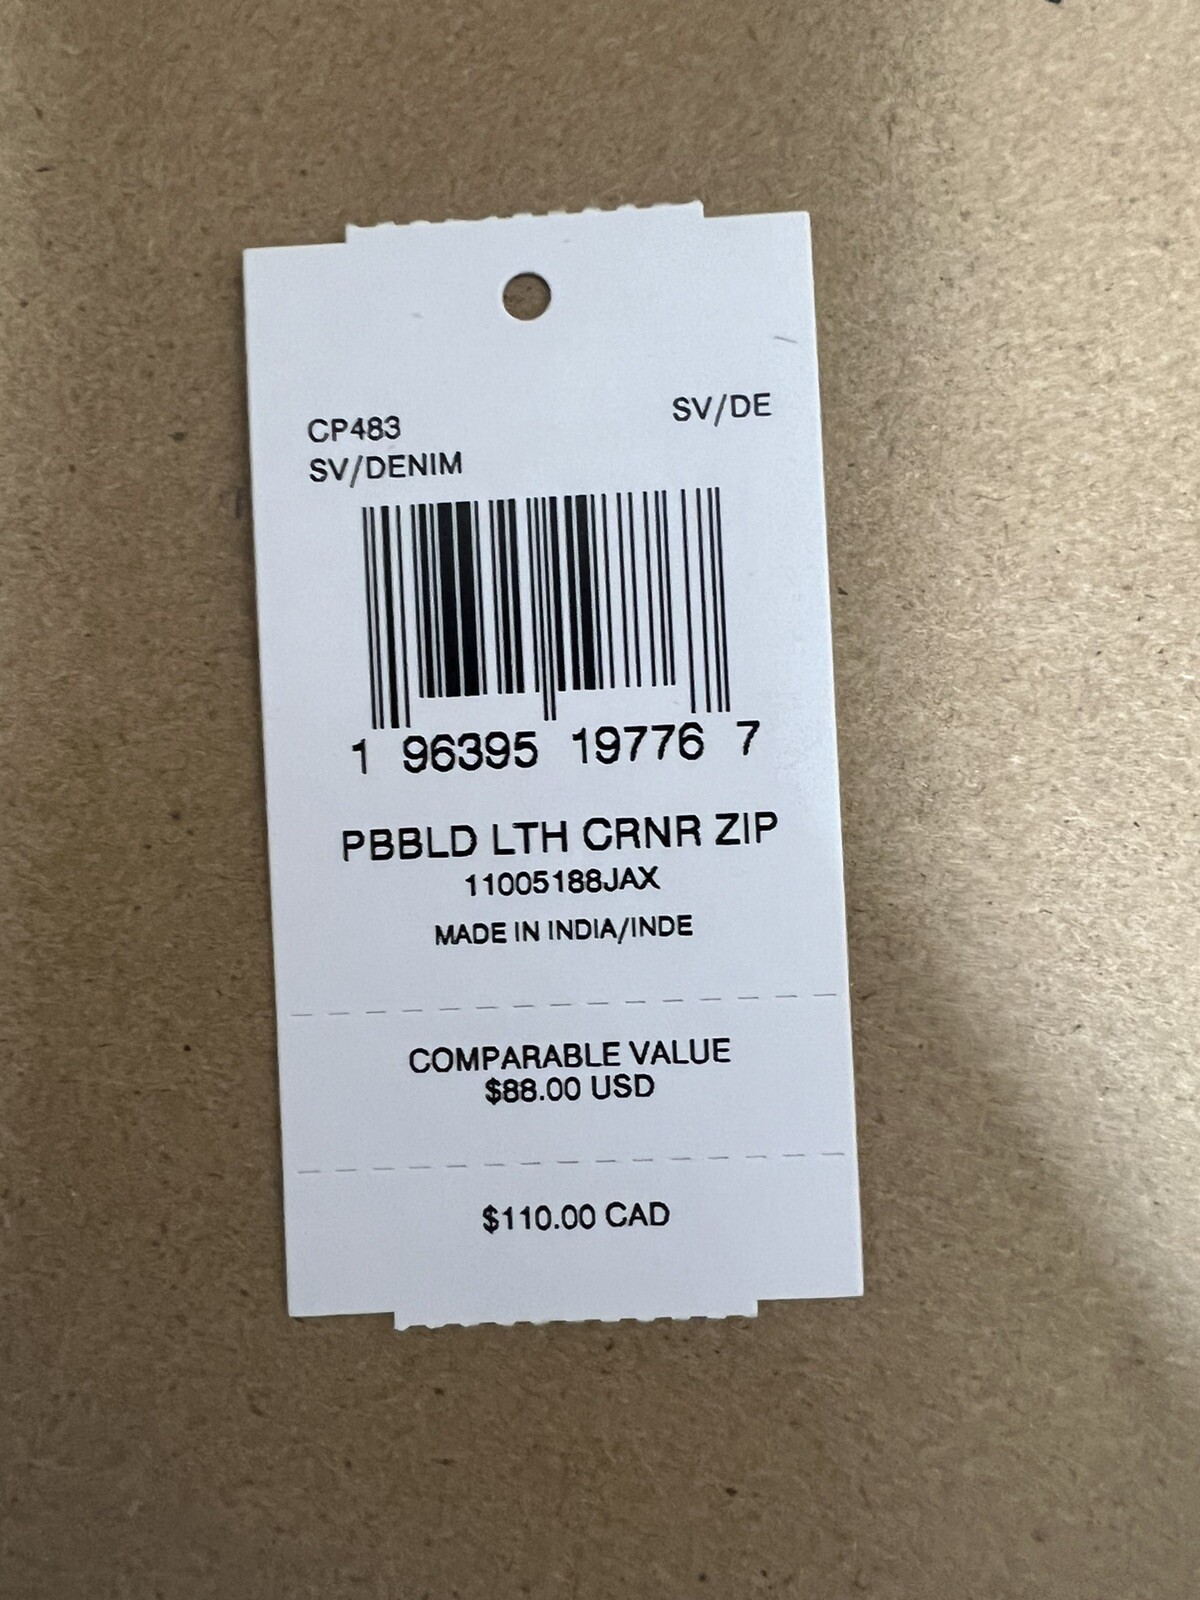 CP483
SV/DE
SV/DENIM
1 96395 19776 7
PBBLD LTH CRNR ZIP
11005188JAX
MADE IN INDIA/INDE
COMPARABLE VALUE
$88.00 USD
$110.00 CAD